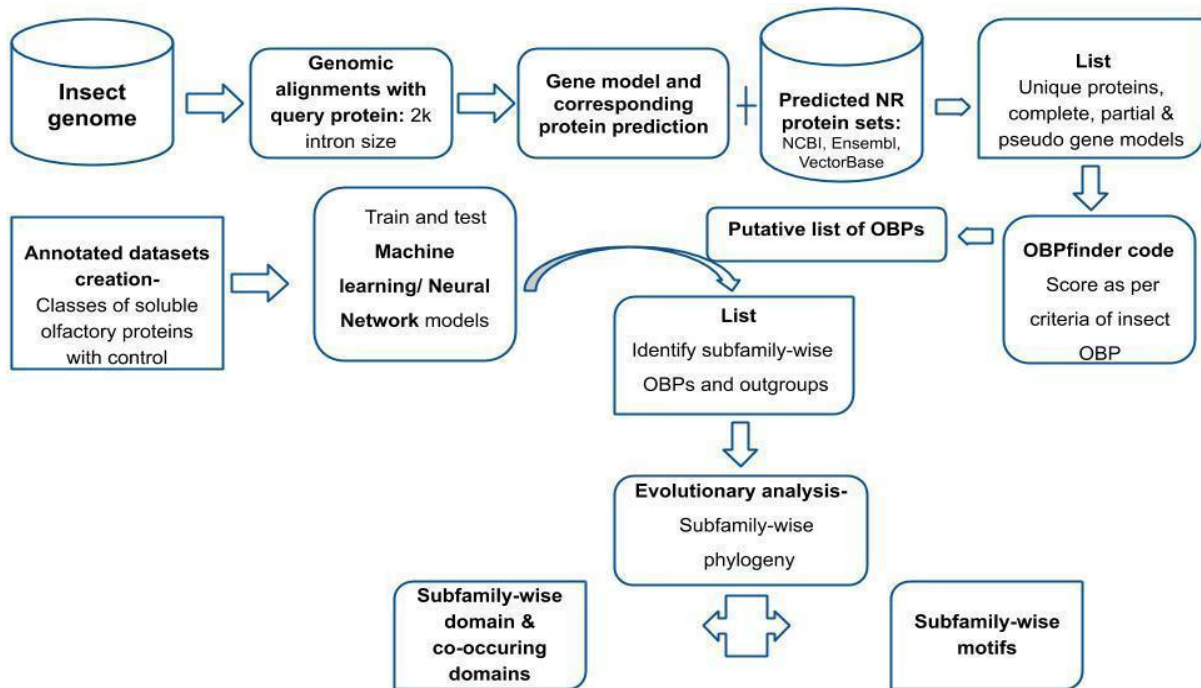 Insect
genome
Genomic
alignments with
query protein: 2k
intron size
Gene model and
corresponding
protein prediction
Predicted NR
protein sets:
NCBI, Ensembl,
VectorBase
List
Unique proteins,
complete, partial &
pseudo gene models
Annotated datasets
creation-
Classes of soluble
olfactory proteins
with control
Train and test
Machine
learning/ Neural
Network models
Putative list of OBPs
OBPfinder code
Score as per
criteria of insect
OBP
List
Identify subfamily-wise
OBPs and outgroups
Evolutionary analysis-
Subfamily-wise
phylogeny
Subfamily-wise
domain &
co-occuring
domains
Subfamily-wise
motifs